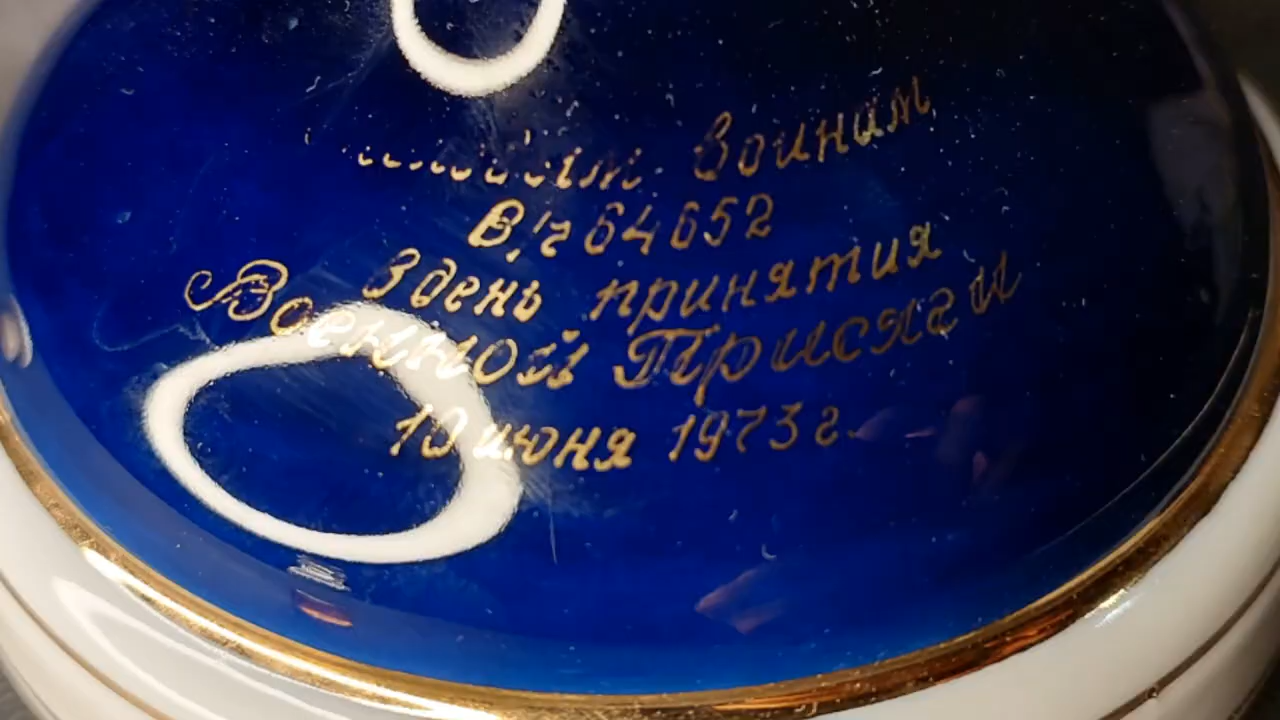 воинам
В/г 64652
в день принятия
Военной Присяги
10 июня 1973 г.